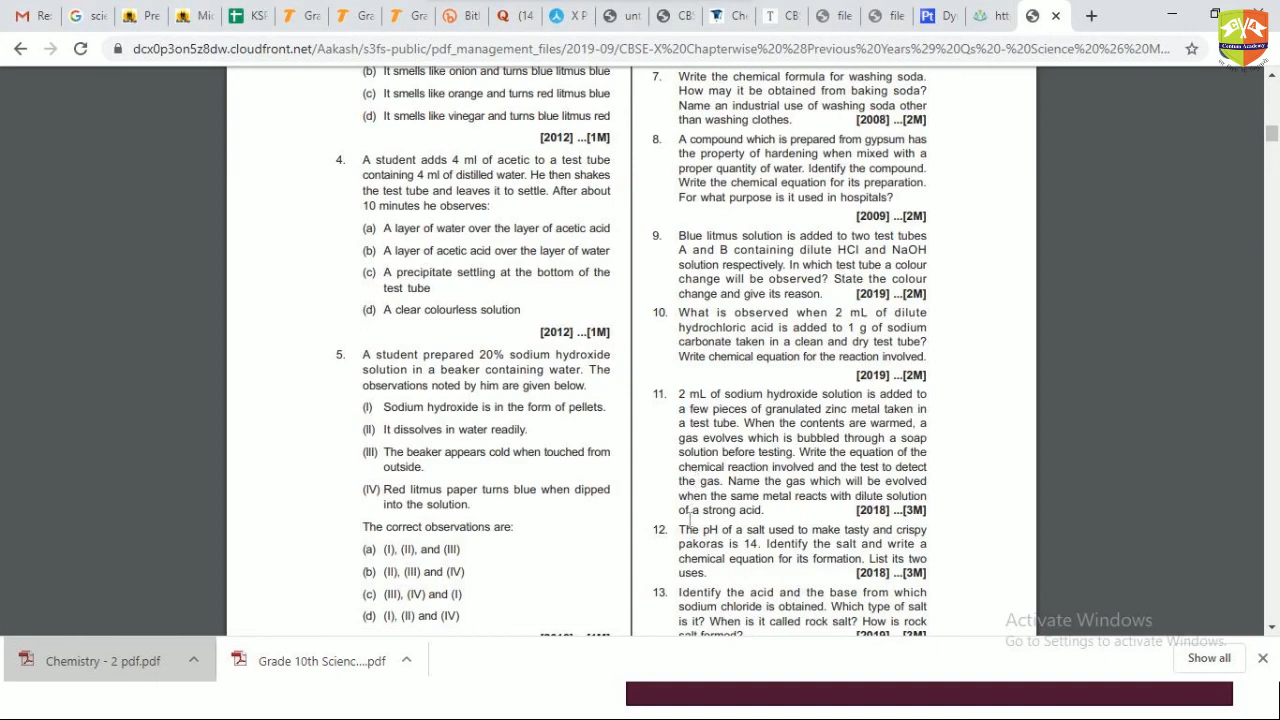 Re:
scie
Pre
Mi
KSE
Gra
Gra
Gra
Bitl
(14
X P
unt
CB:
Che
CB
file
file
Dy
htt
dcx0p3on5z8dw.cloudfront.net/Aakash/s3fs-public/pdf_management_files/2019-09/CBSE-X%20Chapterwise%20%28Previous%20Years%29%20Qs%20-%20Science%20%26%20M...
Centum Academy
(b) It smells like onion and turns blue litmus blue
(c) It smells like orange and turns red litmus blue
(d) It smells like vinegar and turns blue litmus red
[2012] ...[1M]
4. A student adds 4 ml of acetic to a test tube
containing 4 ml of distilled water. He then shakes
the test tube and leaves it to settle. After about
10 minutes he observes:
(a) A layer of water over the layer of acetic acid
(b) A layer of acetic acid over the layer of water
(c) A precipitate settling at the bottom of the
test tube
(d) A clear colourless solution
[2012] ...[1M]
5. A student prepared 20% sodium hydroxide
solution in a beaker containing water. The
observations noted by him are given below.
(I) Sodium hydroxide is in the form of pellets.
(II) It dissolves in water readily.
(III) The beaker appears cold when touched from
outside.
(IV) Red litmus paper turns blue when dipped
into the solution.
The correct observations are:
(a) (I), (II), and (III)
(b) (II), (III) and (IV)
(c) (III), (IV) and (I)
(d) (I), (II) and (IV)
7. Write the chemical formula for washing soda.
How may it be obtained from baking soda?
Name an industrial use of washing soda other
than washing clothes. [2008] ...[2M]
8. A compound which is prepared from gypsum has
the property of hardening when mixed with a
proper quantity of water. Identify the compound.
Write the chemical equation for its preparation.
For what purpose is it used in hospitals?
[2009] ...[2M]
9. Blue litmus solution is added to two test tubes
A and B containing dilute HCl and NaOH
solution respectively. In which test tube a colour
change will be observed? State the colour
change and give its reason. [2019] ...[2M]
10. What is observed when 2 mL of dilute
hydrochloric acid is added to 1 g of sodium
carbonate taken in a clean and dry test tube?
Write chemical equation for the reaction involved.
[2019] ...[2M]
11. 2 mL of sodium hydroxide solution is added to
a few pieces of granulated zinc metal taken in
a test tube. When the contents are warmed, a
gas evolves which is bubbled through a soap
solution before testing. Write the equation of the
chemical reaction involved and the test to detect
the gas. Name the gas which will be evolved
when the same metal reacts with dilute solution
of a strong acid. [2018] ...[3M]
12. The pH of a salt used to make tasty and crispy
pakoras is 14. Identify the salt and write a
chemical equation for its formation. List its two
uses. [2018] ...[3M]
13. Identify the acid and the base from which
sodium chloride is obtained. Which type of salt
is it? When is it called rock salt? How is rock
salt formed? [2019] ...[3M]
Activate Windows
Go to Settings to activate Windows.
Chemistry - 2 pdf.pdf
Grade 10th Scienc....pdf
Show all